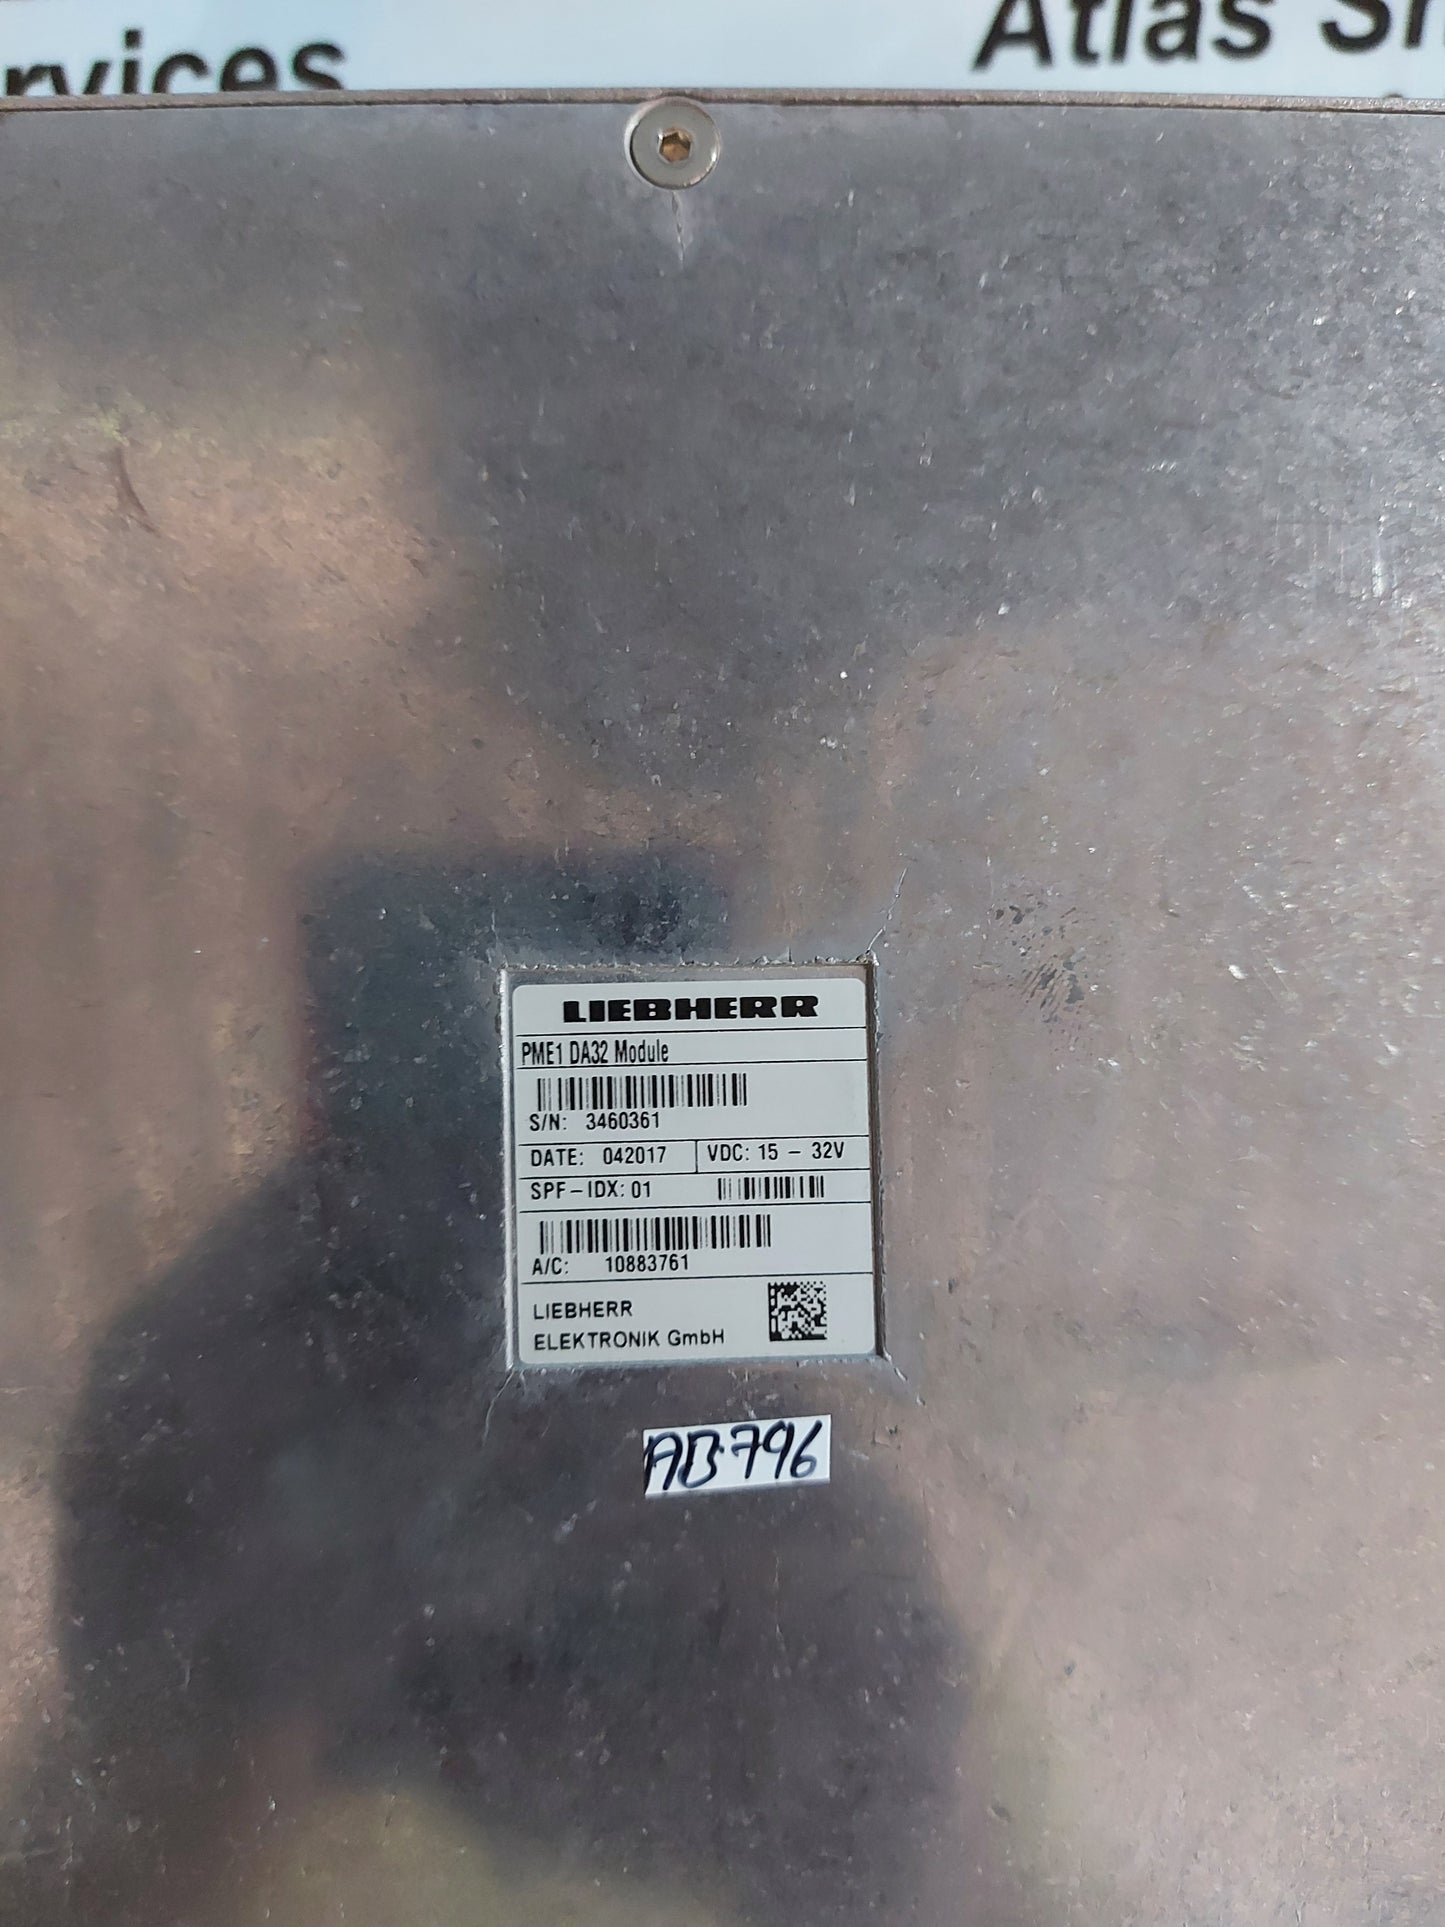 rvices
Atlas Sh
LIEBHERR
PME1 DA32 Module
S/N: 3460361
DATE: 042017 VDC: 15 - 32V
SPF-IDX: 01
A/C: 10883761
LIEBHERR
ELEKTRONIK GmbH
AB796